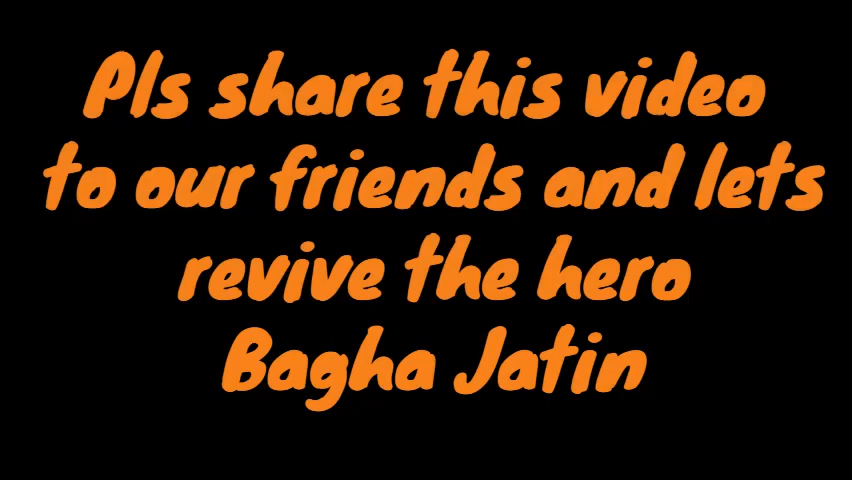 Pls share this video
to our friends and lets
revive the hero
Bagha Jatin